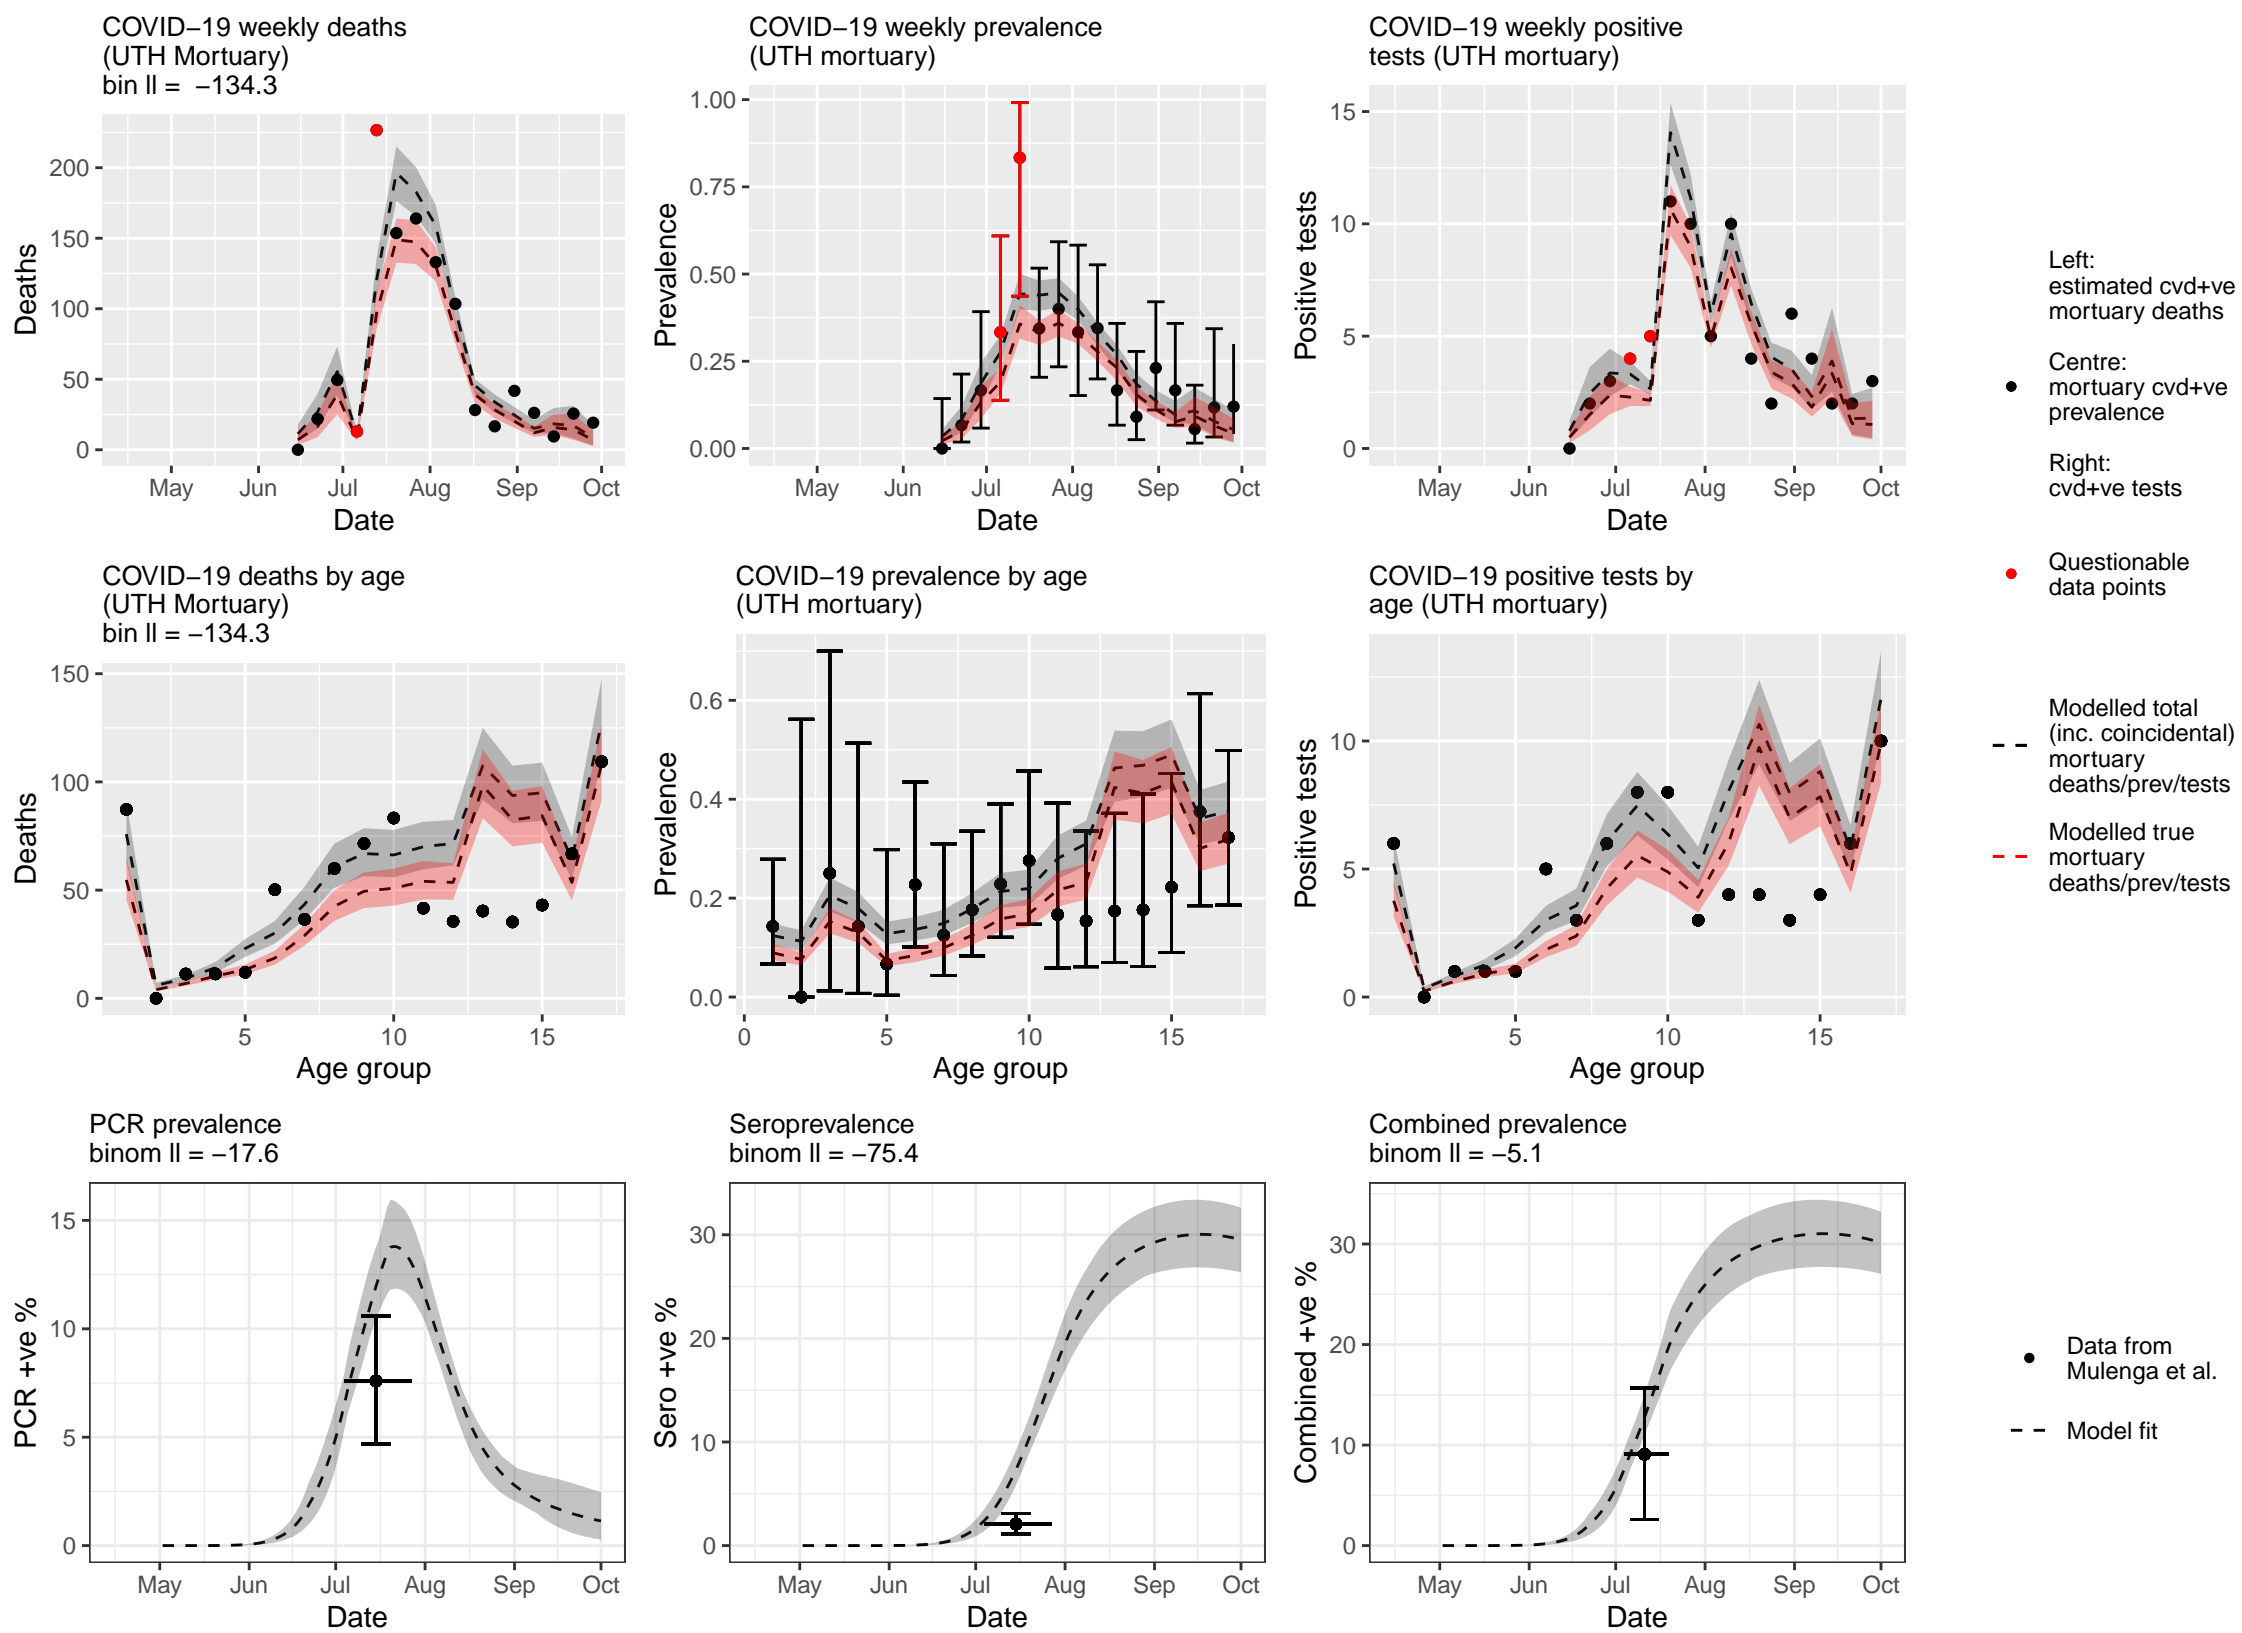 COVID−19 weekly deaths
(UTH Mortuary)
bin ll =  −134.3
200
150
100
50
0
Deaths
May Jun Jul Aug Sep Oct
Date
COVID−19 weekly prevalence
(UTH mortuary)
1.00
0.75
0.50
0.25
0.00
Prevalence
May Jun Jul Aug Sep Oct
Date
COVID−19 weekly positive
tests (UTH mortuary)
15
10
5
0
Positive tests
May Jun Jul Aug Sep Oct
Date
Left:
estimated cvd+ve
mortuary deaths
Centre:
mortuary cvd+ve
prevalence
Right:
cvd+ve tests
Questionable
data points
Modelled total
(inc. coincidental)
mortuary
deaths/prev/tests
Modelled true
mortuary
deaths/prev/tests
COVID−19 deaths by age
(UTH Mortuary)
bin ll = −134.3
150
100
50
0
Deaths
5 10 15
Age group
COVID−19 prevalence by age
(UTH mortuary)
0.6
0.4
0.2
0.0
Prevalence
0 5 10 15
Age group
COVID−19 positive tests by
age (UTH mortuary)
10
5
0
Positive tests
5 10 15
Age group
PCR prevalence
binom ll = −17.6
15
10
5
0
PCR +ve %
May Jun Jul Aug Sep Oct
Date
Seroprevalence
binom ll = −75.4
30
20
10
0
Sero +ve %
May Jun Jul Aug Sep Oct
Date
Combined prevalence
binom ll = −5.1
30
20
10
0
Combined +ve %
May Jun Jul Aug Sep Oct
Date
Data from
Mulenga et al.
Model fit